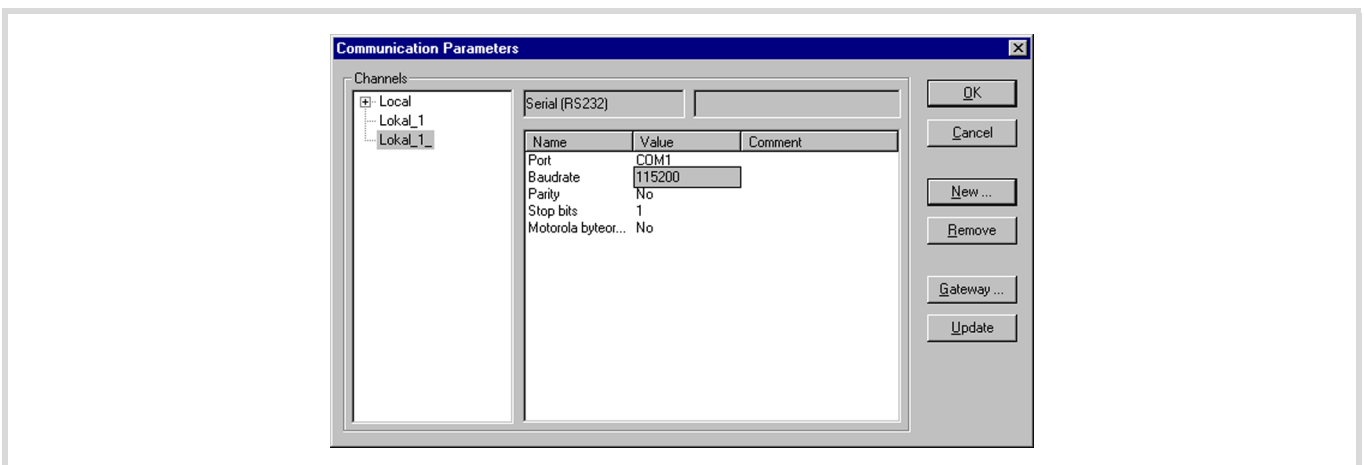 Communication Parameters
Channels
Local
Lokal_1
Lokal_1_
Serial (RS232)
Name Value Comment
Port COM1
Baudrate 115200
Parity No
Stop bits 1
Motorola byteor... No
OK
Cancel
New ...
Remove
Gateway ...
Update